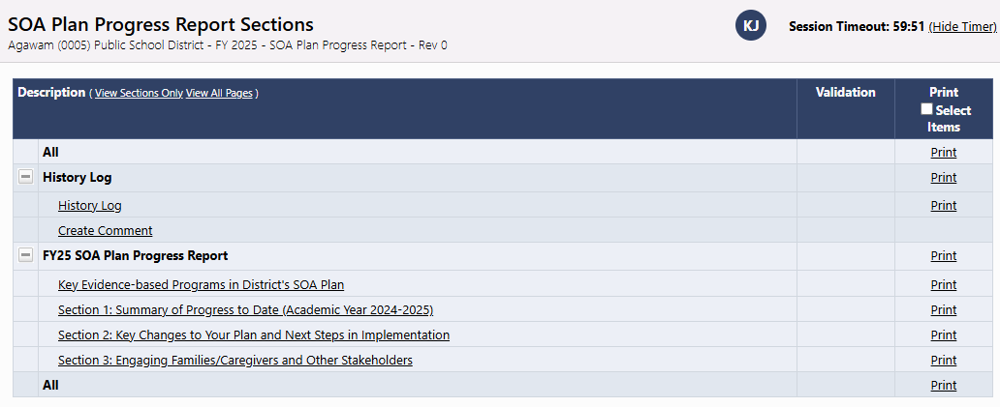 SOA Plan Progress Report Sections
Agawam (0005) Public School District - FY 2025 - SOA Plan Progress Report - Rev 0
KJ
Session Timeout: 59:51 (Hide Timer)
Description ( View Sections Only View All Pages )
Validation
Print
Select
Items
All
Print
History Log
Print
History Log
Print
Create Comment
FY25 SOA Plan Progress Report
Print
Key Evidence-based Programs in District's SOA Plan
Print
Section 1: Summary of Progress to Date (Academic Year 2024-2025)
Print
Section 2: Key Changes to Your Plan and Next Steps in Implementation
Print
Section 3: Engaging Families/Caregivers and Other Stakeholders
Print
All
Print